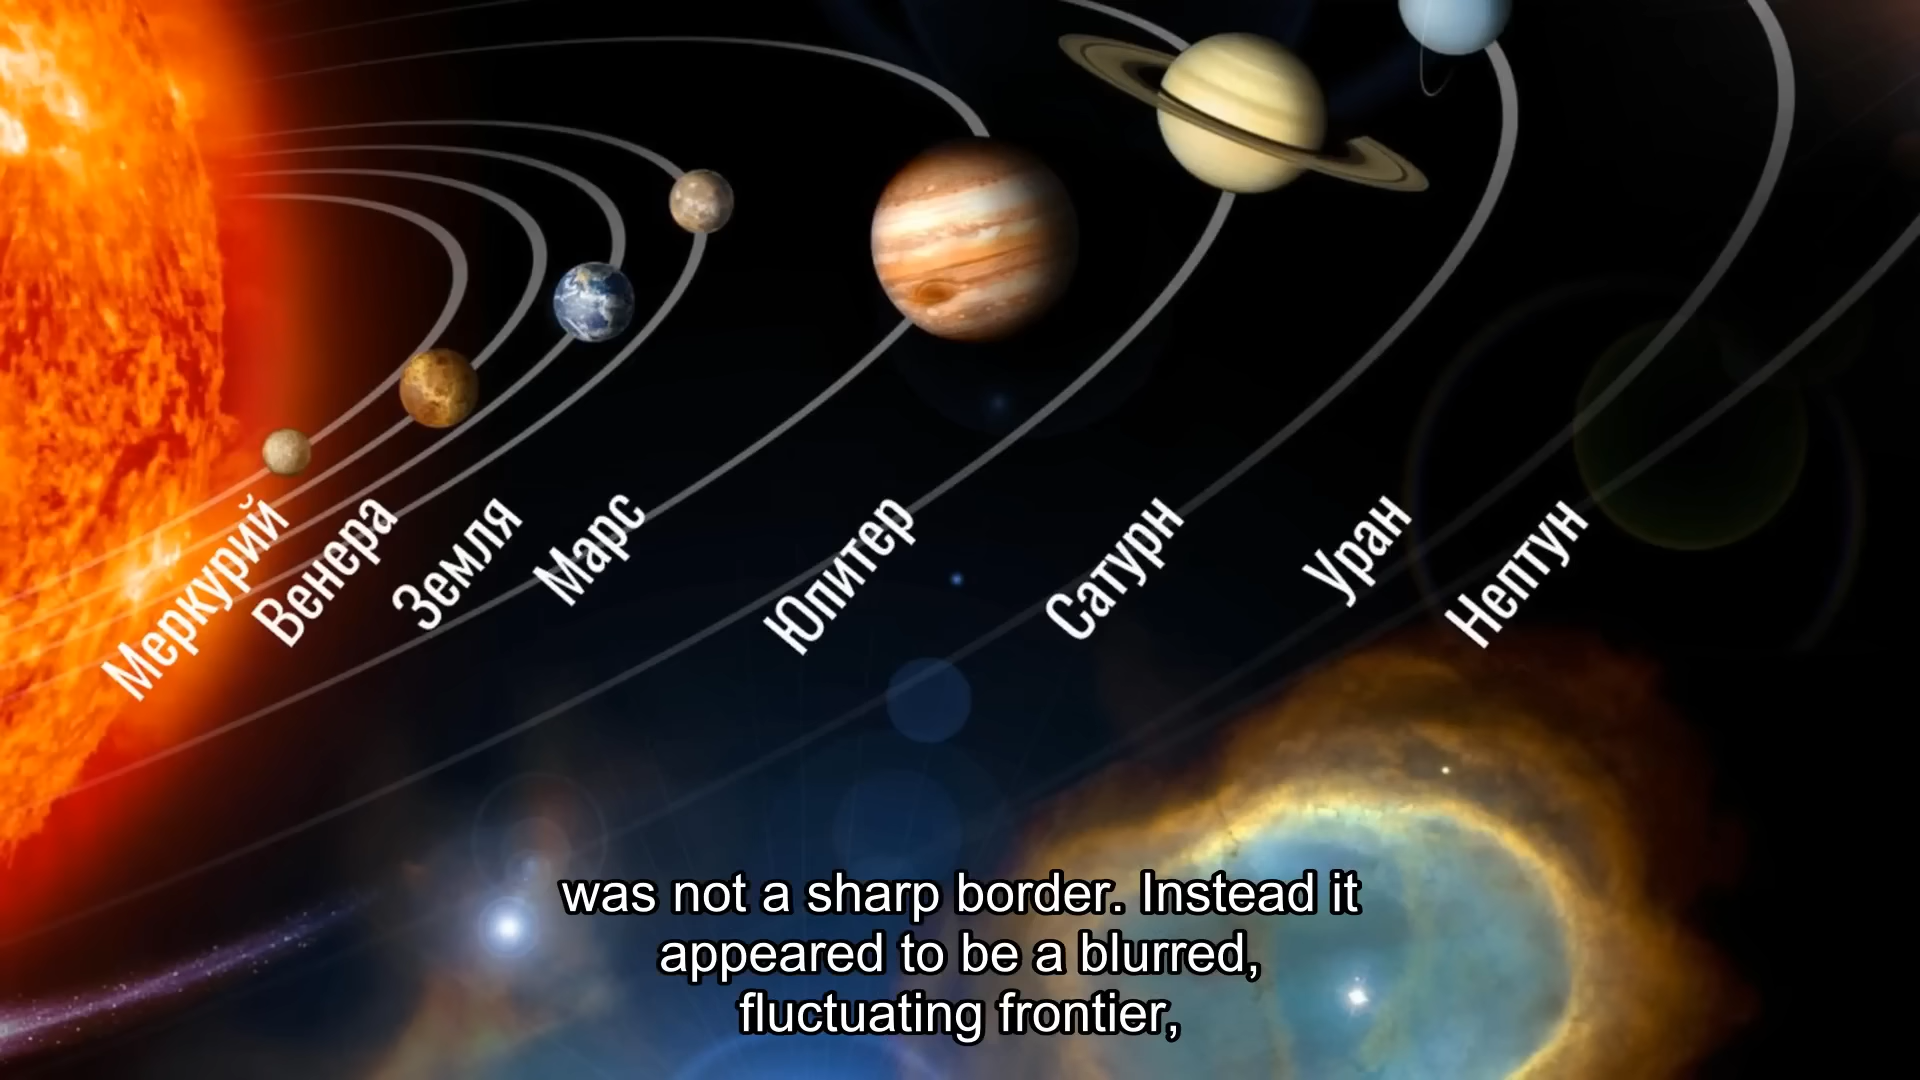 Меркурий
Венера
Земля
Марс
Юпитер
Сатурн
Уран
Нептун
was not a sharp border. Instead it
appeared to be a blurred,
fluctuating frontier,